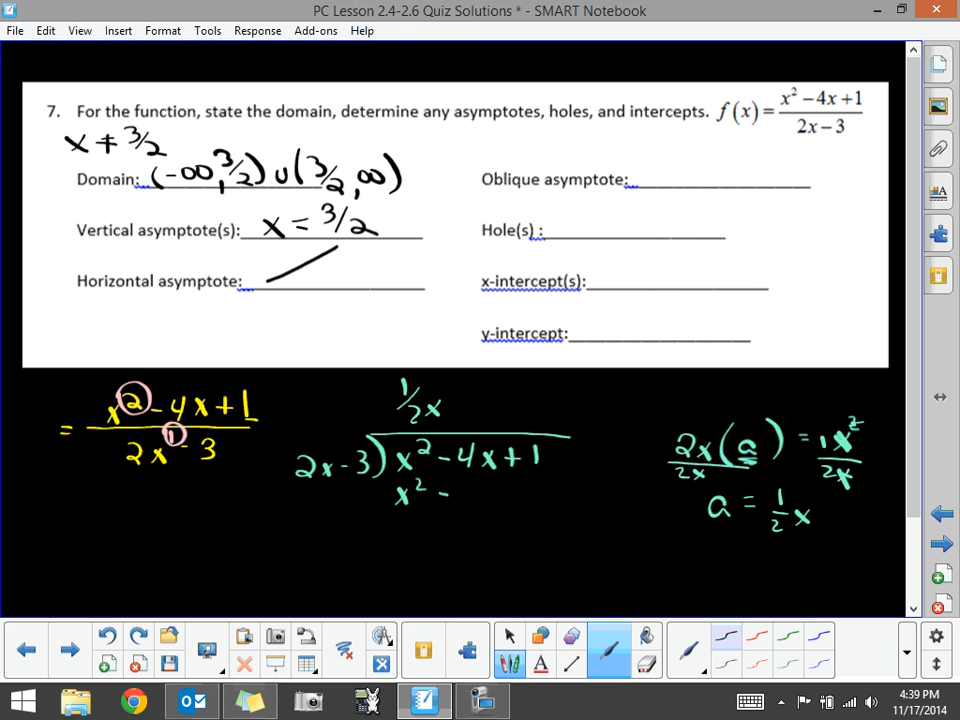 PC Lesson 2.4-2.6 Quiz Solutions * - SMART Notebook
File Edit View Insert Format Tools Response Add-ons Help
7. For the function, state the domain, determine any asymptotes, holes, and intercepts. f(x) = (x² − 4x + 1)/(2x − 3)
x ≠ 3/2
Domain: (-∞, 3/2) ∪ (3/2, ∞)
Oblique asymptote:
Vertical asymptote(s): x = 3/2
Hole(s) :
Horizontal asymptote:
x-intercept(s):
y-intercept:
= (x² - 4x + 1)/(2x¹ - 3)
1/2 x
2x - 3) x² - 4x + 1
x² -
2x(a)/2x = 1x²/2x
a = 1/2 x
4:39 PM
11/17/2014